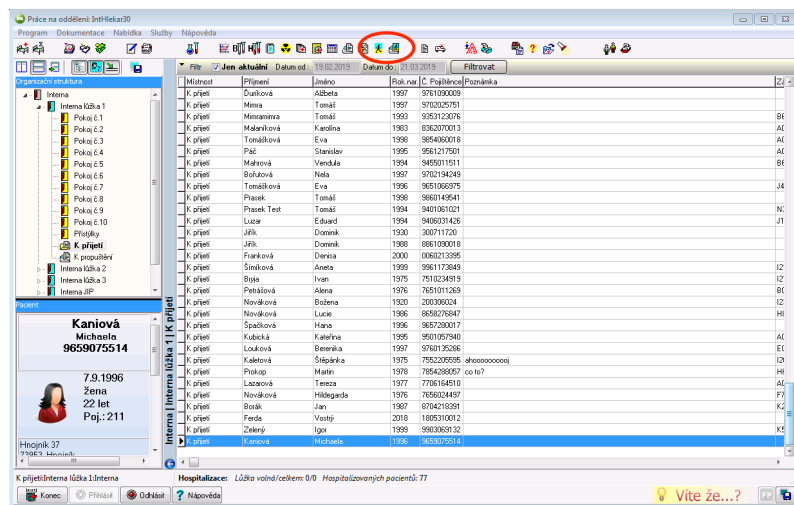 Práce na oddělení: IntHlekar30
Program Dokumentace Nabídka Služby Nápověda
Filtr Jen aktuální Datum od: 19.02.2019 Datum do: 21.03.2019 Filtrovat
Organizační struktura
Interna
Interna lůžka 1
Pokoj č.1
Pokoj č.2
Pokoj č.3
Pokoj č.4
Pokoj č.5
Pokoj č.6
Pokoj č.7
Pokoj č.8
Pokoj č.9
Pokoj č.10
Přistýlky
K přijetí
K propuštění
Interna lůžka 2
Interna lůžka 3
Interna JIP
Pacient
Kaniová
Michaela
9659075514
7.9.1996
žena
22 let
Poj.: 211
Hnojník 37
73953 Hnojník
Interna | Interna lůžka 1 | K přijetí
Místnost Příjmení Jméno Rok.nar. Č. Pojištěnce Poznámka
K přijetí Ďuríková Alžbeta 1997 9761090009
K přijetí Mimra Tomáš 1997 9702025751
K přijetí Mimramimra Tomáš 1993 9353123076
K přijetí Malaníková Karolína 1983 8362070013
K přijetí Tomášková Eva 1998 9854060018
K přijetí Páč Stanislav 1995 9561217501
K přijetí Mahrová Vendula 1994 9455011511
K přijetí Bořutová Nela 1997 9702194249
K přijetí Tomášková Eva 1996 9651066975 J4
K přijetí Prasek Tomáš 1998 9860149541
K přijetí Prasek Test Tomáš 1994 9401061021
K přijetí Luzar Eduard 1994 9406031426 J1
K přijetí Jiřík Dominik 1930 300711720
K přijetí Jiřík Dominik 1988 8861090018
K přijetí Franková Denisa 2000 0060213395
K přijetí Šimíková Aneta 1999 9961173849
K přijetí Bryja Ivan 1975 7510234919
K přijetí Petrášová Alena 1976 7651011269
K přijetí Nováková Božena 1920 200306024
K přijetí Nováková Lucie 1986 8658276847
K přijetí Špačková Hana 1996 9657280017
K přijetí Kubická Kateřina 1995 9501057940
K přijetí Louková Berenika 1997 9760135286
K přijetí Kaletová Štěpánka 1975 7552205595 ahooooooooj
K přijetí Prokop Martin 1978 7854288057 co to?
K přijetí Lazarová Tereza 1977 7706164510
K přijetí Nováková Hildegarda 1976 7656024497 F7
K přijetí Borák Jan 1987 8704218391
K přijetí Ferda Vostrý 2018 1805310012
K přijetí Zelený Igor 1999 9903069132
K přijetí Kaniová Michaela 1996 9659075514
K přijetí:Interna lůžka 1:Interna Hospitalizace: Lůžka volná/celkem: 0/0 Hospitalizovaných pacientů: 77
Konec Přihlásit Odhlásit Nápověda Víte že...?